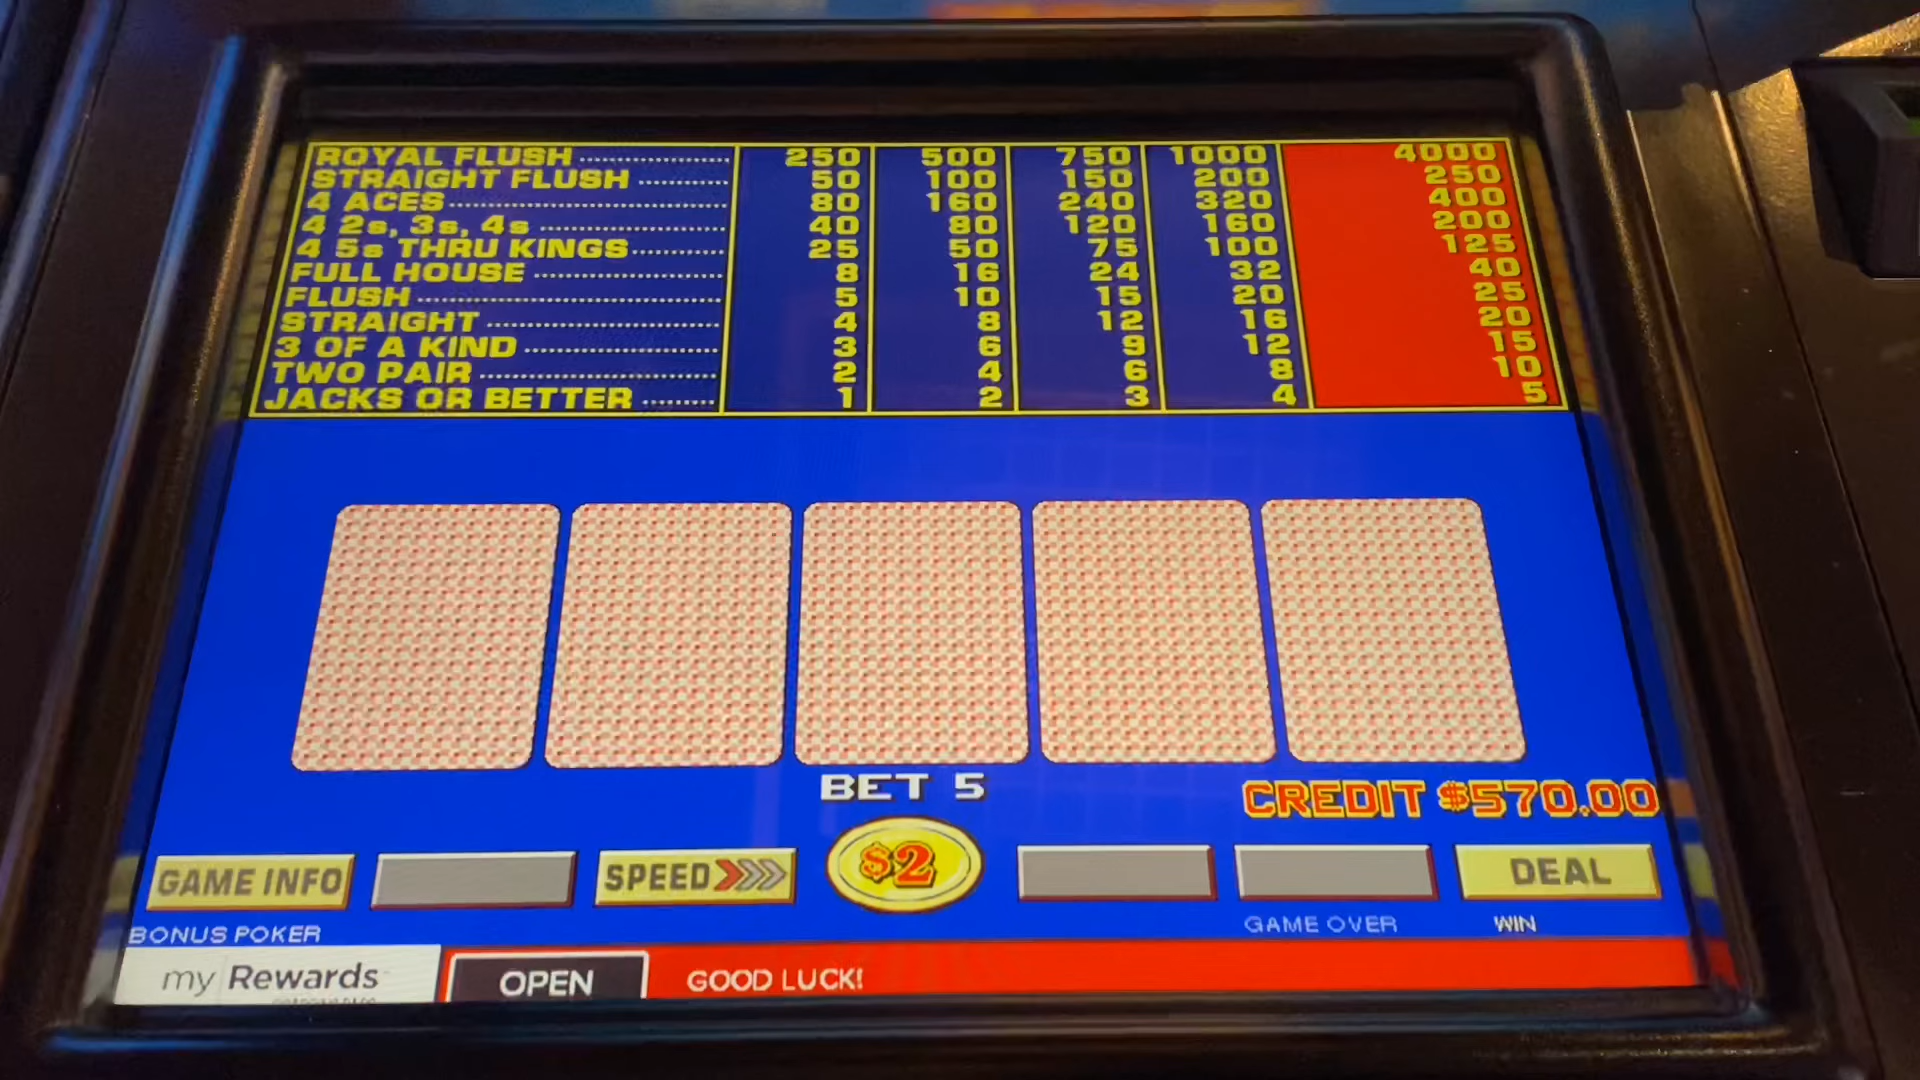 ROYAL FLUSH 250 500 750 1000 4000
STRAIGHT FLUSH 50 100 150 200 250
4 ACES 80 160 240 320 400
4 2s, 3s, 4s 40 80 120 160 200
4 5s THRU KINGS 25 50 75 100 125
FULL HOUSE 8 16 24 32 40
FLUSH 5 10 15 20 25
STRAIGHT 4 8 12 16 20
3 OF A KIND 3 6 9 12 15
TWO PAIR 2 4 6 8 10
JACKS OR BETTER 1 2 3 4 5
BET 5
CREDIT $570.00
GAME INFO
SPEED
$2
DEAL
GAME OVER
WIN
BONUS POKER
my Rewards
OPEN
GOOD LUCK!